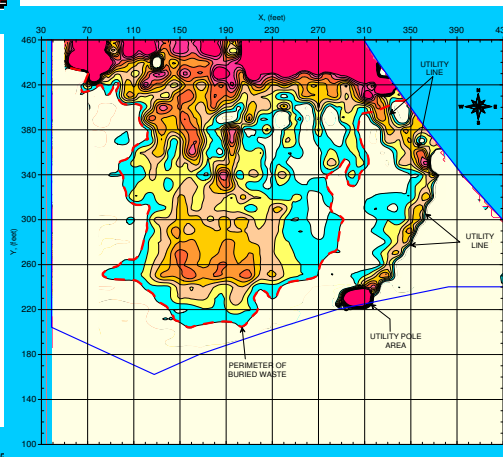 X, (feet)
30 70 110 150 190 230 270 310 350 390 43
460
420
380
340
300
260
220
180
140
100
Y, (feet)
UTILITY
LINE
N
W E
S
UTILITY
LINE
UTILITY POLE
AREA
PERIMETER OF
BURIED WASTE